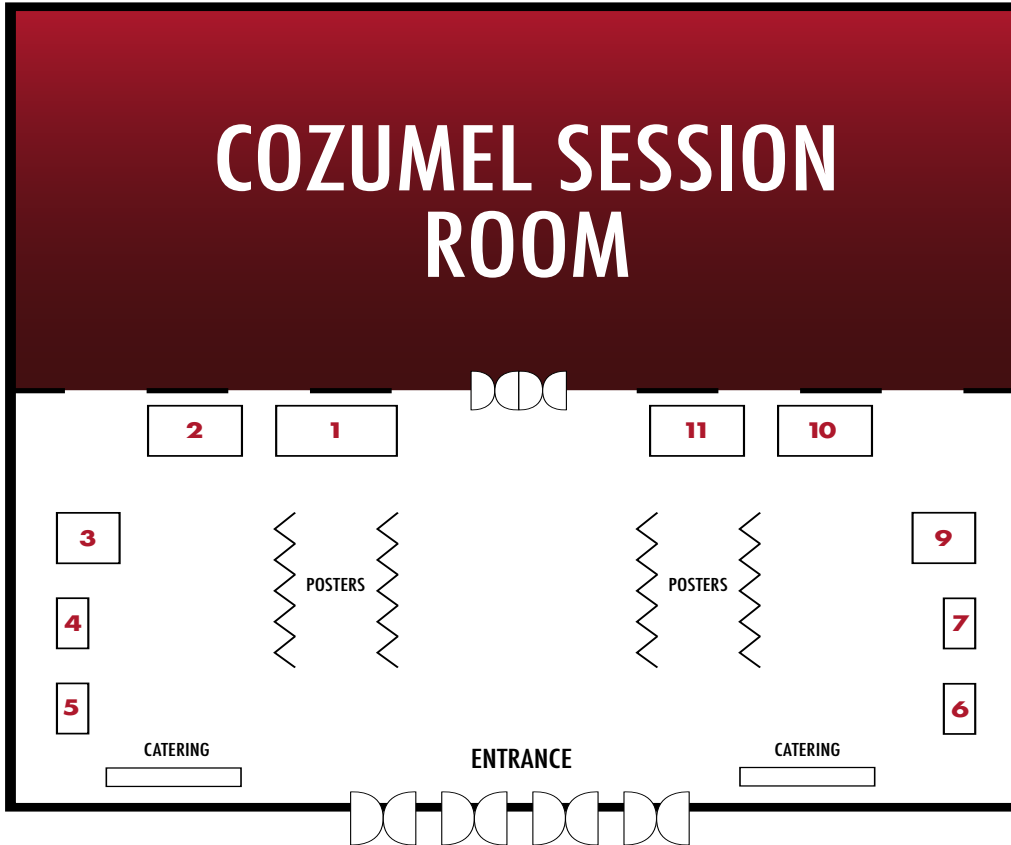 COZUMEL SESSION
ROOM
2
1
11
10
3
9
POSTERS
POSTERS
4
7
5
6
CATERING
ENTRANCE
CATERING